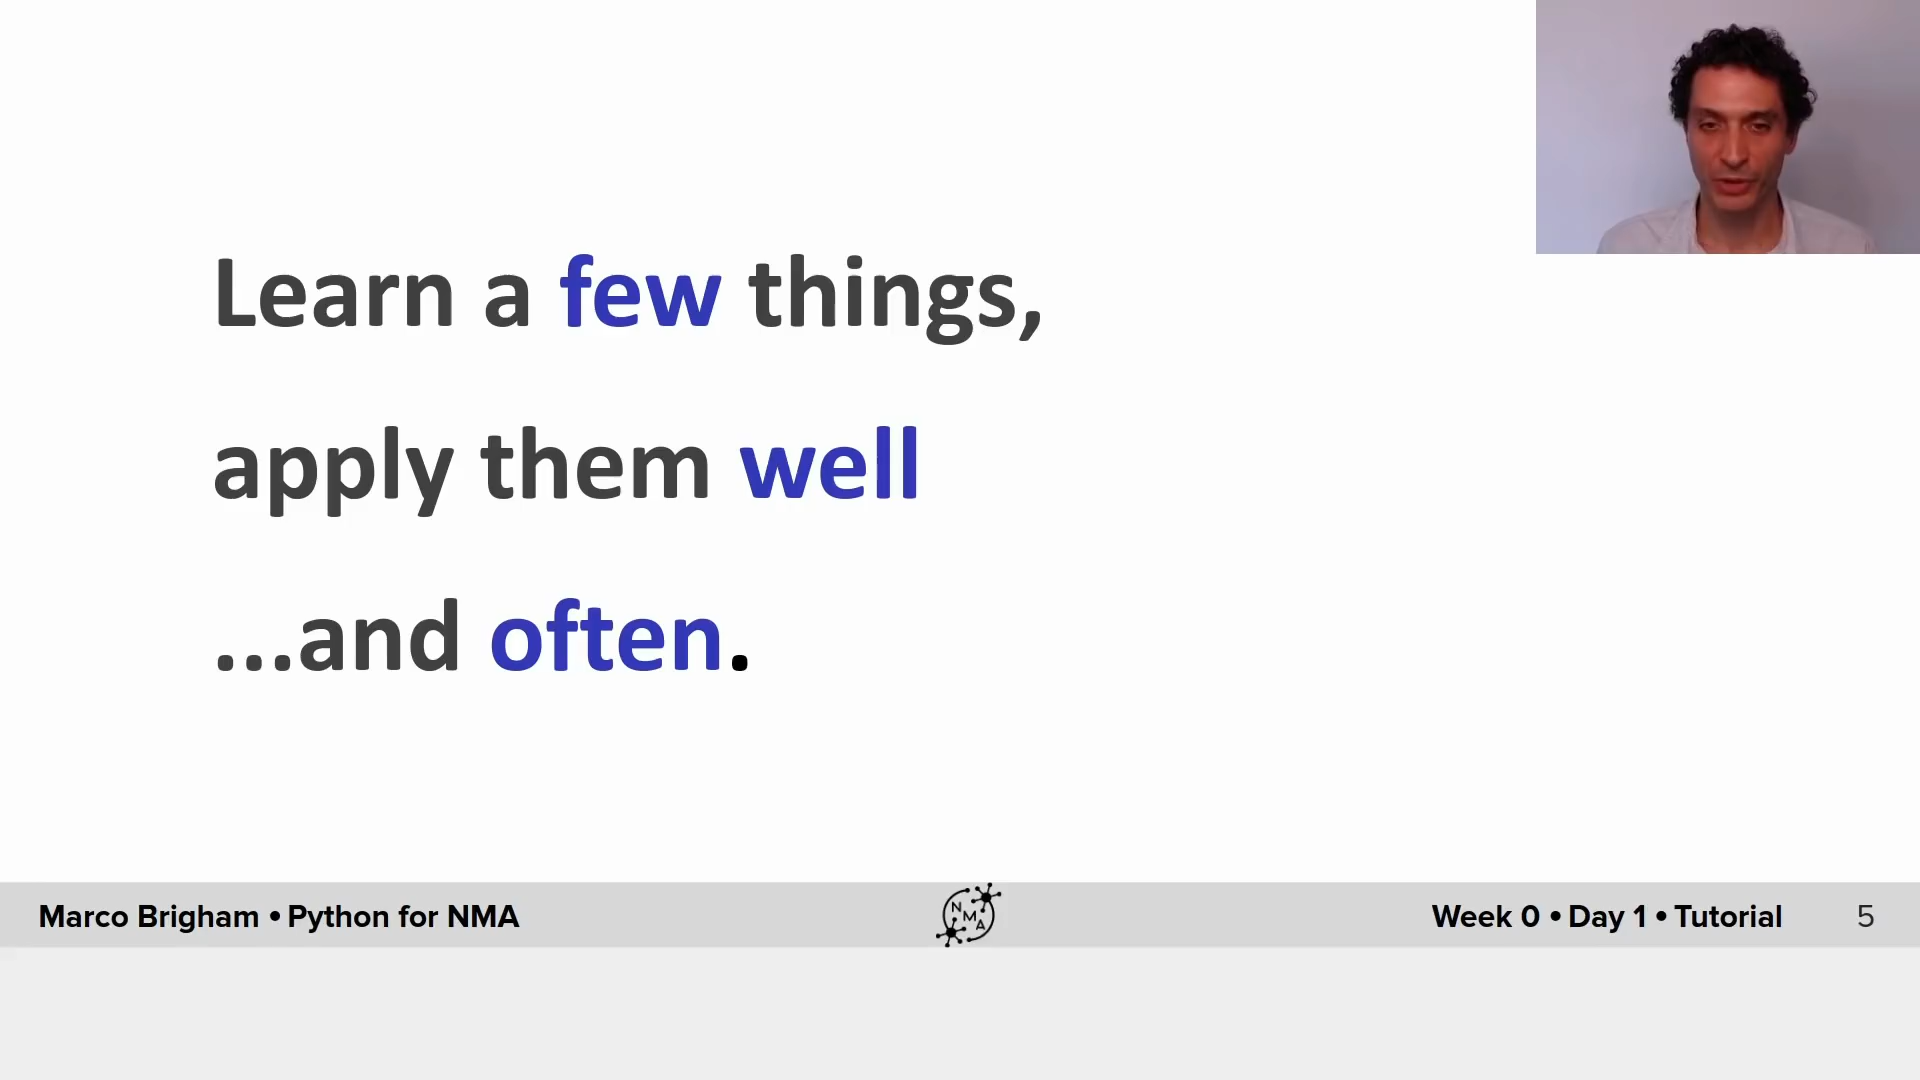 Learn a few things,
apply them well
...and often.
Marco Brigham • Python for NMA
N
M
A
Week 0 • Day 1 • Tutorial
5